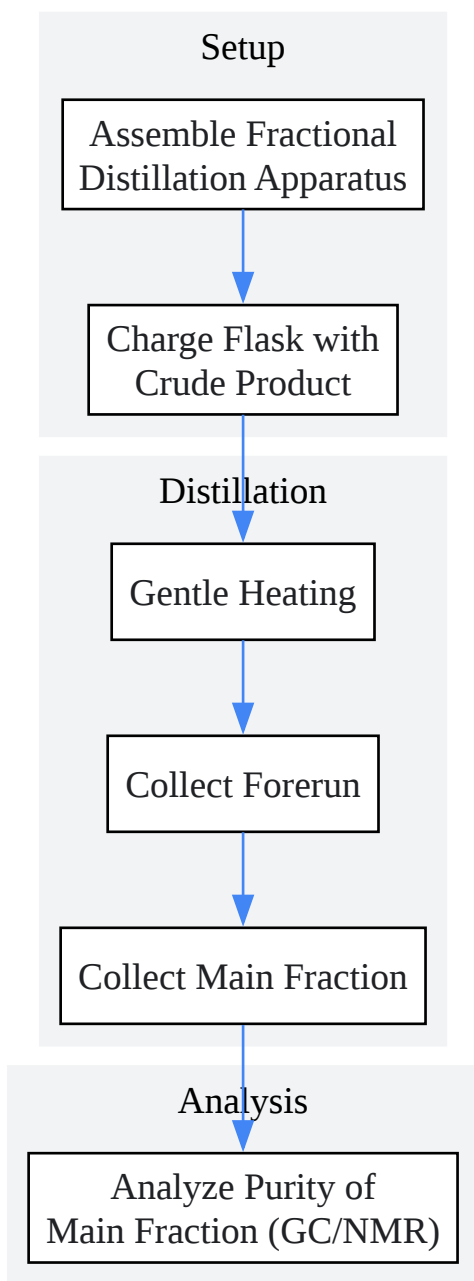 Setup
Assemble Fractional
Distillation Apparatus
Charge Flask with
Crude Product
Distillation
Gentle Heating
Collect Forerun
Collect Main Fraction
Analysis
Analyze Purity of
Main Fraction (GC/NMR)